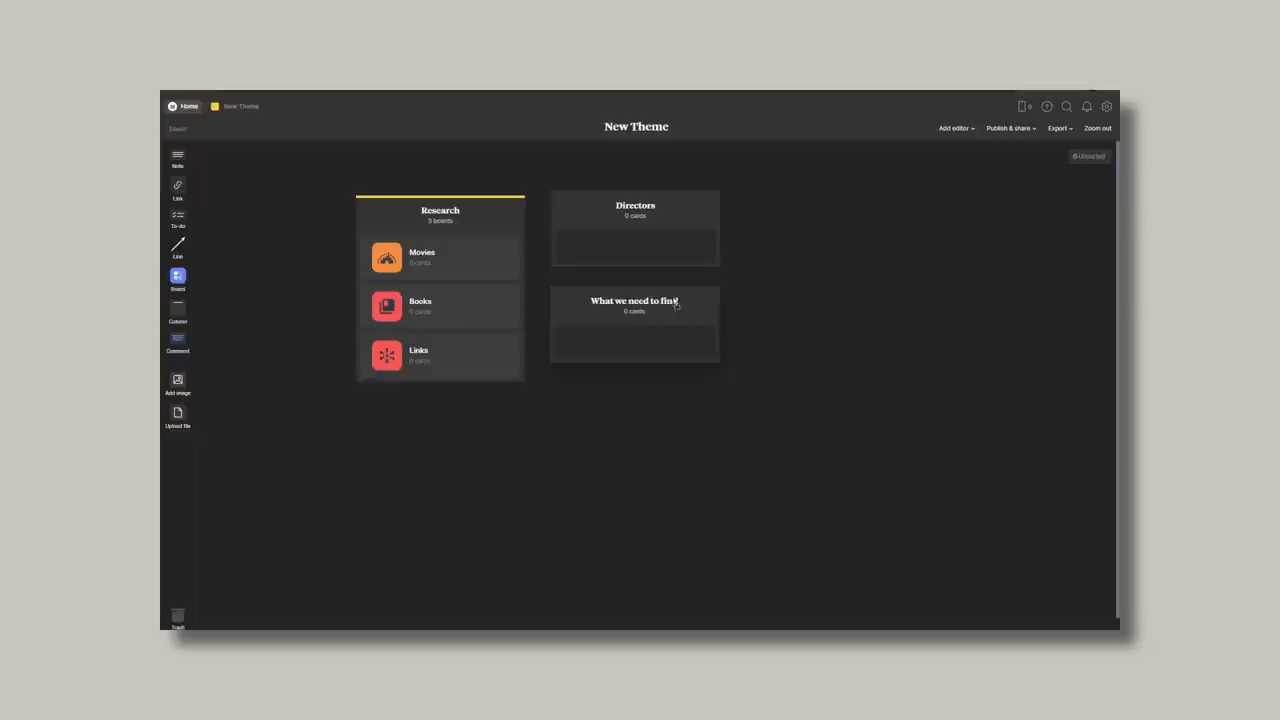 Home
New Theme
New Theme
Add editor
Publish & share
Export
Zoom out
0 Unsorted
Note
Link
To-do
Line
Board
Column
Comment
Add image
Upload file
Trash
Research
3 boards
Movies
0 cards
Books
0 cards
Links
0 cards
Directors
0 cards
What we need to find
0 cards